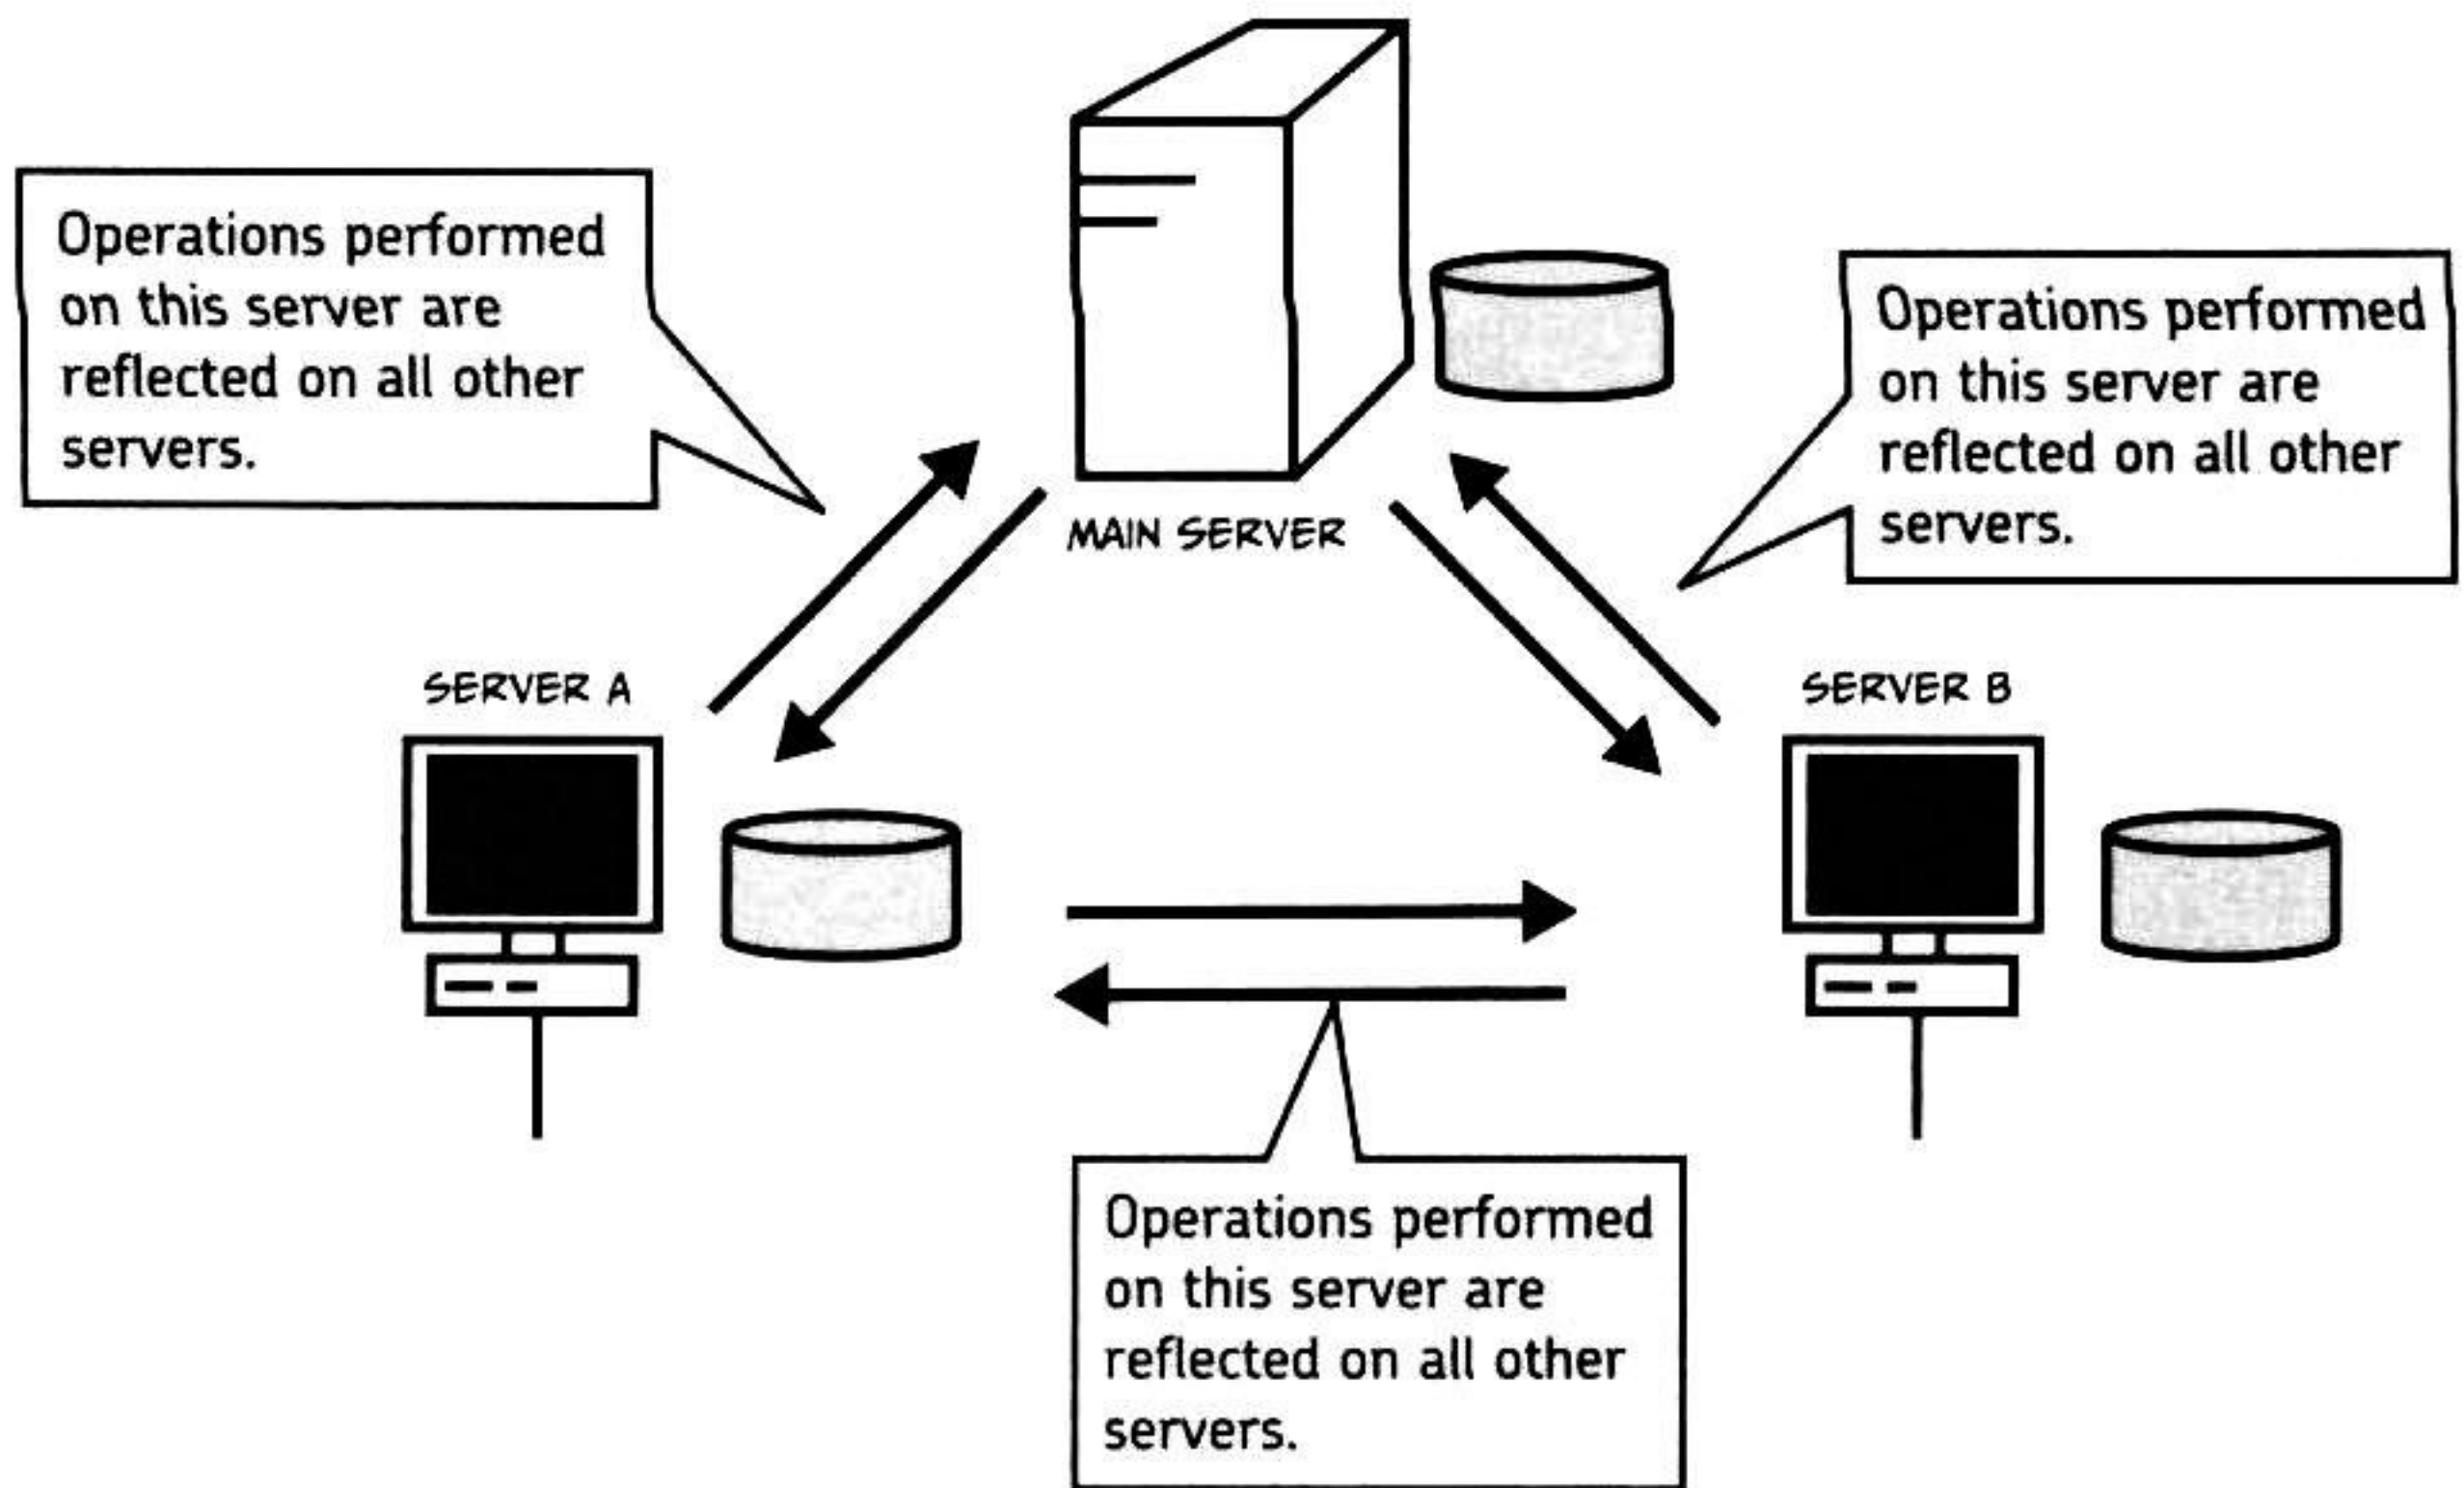 Operations performed
on this server are
reflected on all other
servers.
Operations performed
on this server are
reflected on all other
servers.
MAIN SERVER
SERVER A
SERVER B
Operations performed
on this server are
reflected on all other
servers.